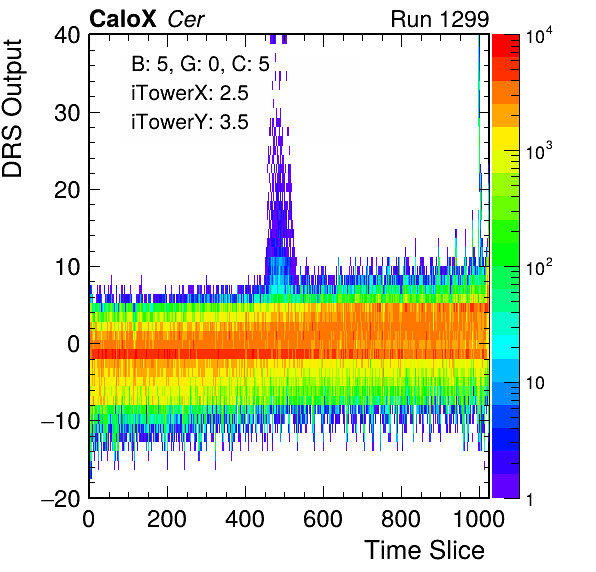 CaloX Cer Run 1299
B: 5, G: 0, C: 5
iTowerX: 2.5
iTowerY: 3.5
DRS Output
40
30
20
10
0
−10
−20
0 200 400 600 800 1000
Time Slice
10^4
10^3
10^2
10
1